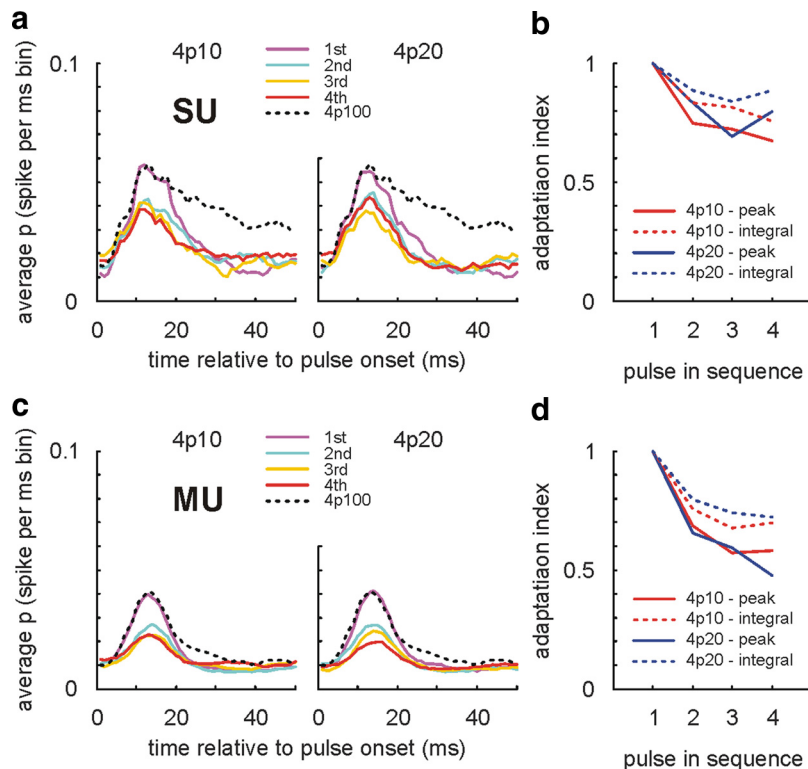 a
4p10
4p20
1st
2nd
3rd
4th
4p100
SU
0.1
0
average p (spike per ms bin)
0 20 40
0 20 40
time relative to pulse onset (ms)
b
1
0.5
0
adaptatiaon index
4p10 - peak
4p10 - integral
4p20 - peak
4p20 - integral
1 2 3 4
pulse in sequence
c
4p10
4p20
1st
2nd
3rd
4th
4p100
MU
0.1
0
average p (spike per ms bin)
0 20 40
0 20 40
time relative to pulse onset (ms)
d
1
0.5
0
adaptatiaon index
4p10 - peak
4p10 - integral
4p20 - peak
4p20 - integral
1 2 3 4
pulse in sequence